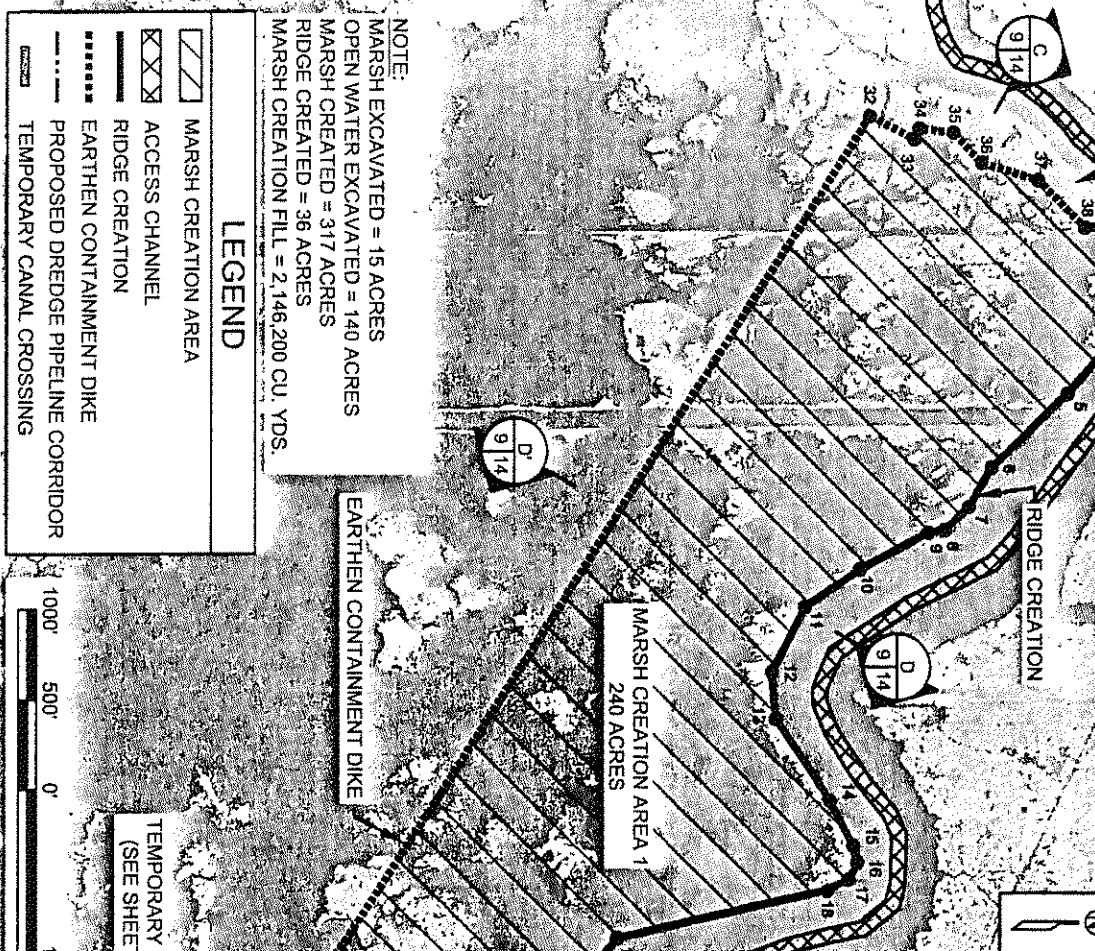 NOTE:
MARSH EXCAVATED = 15 ACRES
OPEN WATER EXCAVATED = 140 ACRES
MARSH CREATED = 317 ACRES
RIDGE CREATED = 36 ACRES
MARSH CREATION FILL = 2,146,200 CU. YDS.
LEGEND
MARSH CREATION AREA
ACCESS CHANNEL
RIDGE CREATION
EARTHEN CONTAINMENT DIKE
PROPOSED DREDGE PIPELINE CORRIDOR
TEMPORARY CANAL CROSSING
C
9 14
32
33
34
35
36
37
38
5
6
7
8
9
10
11
12
13
14
15
16
17
18
RIDGE CREATION
D
9 14
D'
9 14
MARSH CREATION AREA 1
240 ACRES
EARTHEN CONTAINMENT DIKE
TEMPORARY
(SEE SHEET
1000'
500'
0'